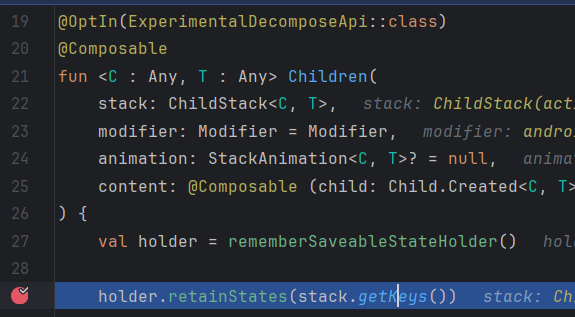 19 @OptIn(ExperimentalDecomposeApi::class)
20 @Composable
21 fun <C : Any, T : Any> Children(
22 stack: ChildStack<C, T>, stack: ChildStack(act
23 modifier: Modifier = Modifier, modifier: andro
24 animation: StackAnimation<C, T>? = null, anima
25 content: @Composable (child: Child.Created<C, T>
26 ) {
27 val holder = rememberSaveableStateHolder() hol
28
holder.retainStates(stack.getKeys()) stack: Ch